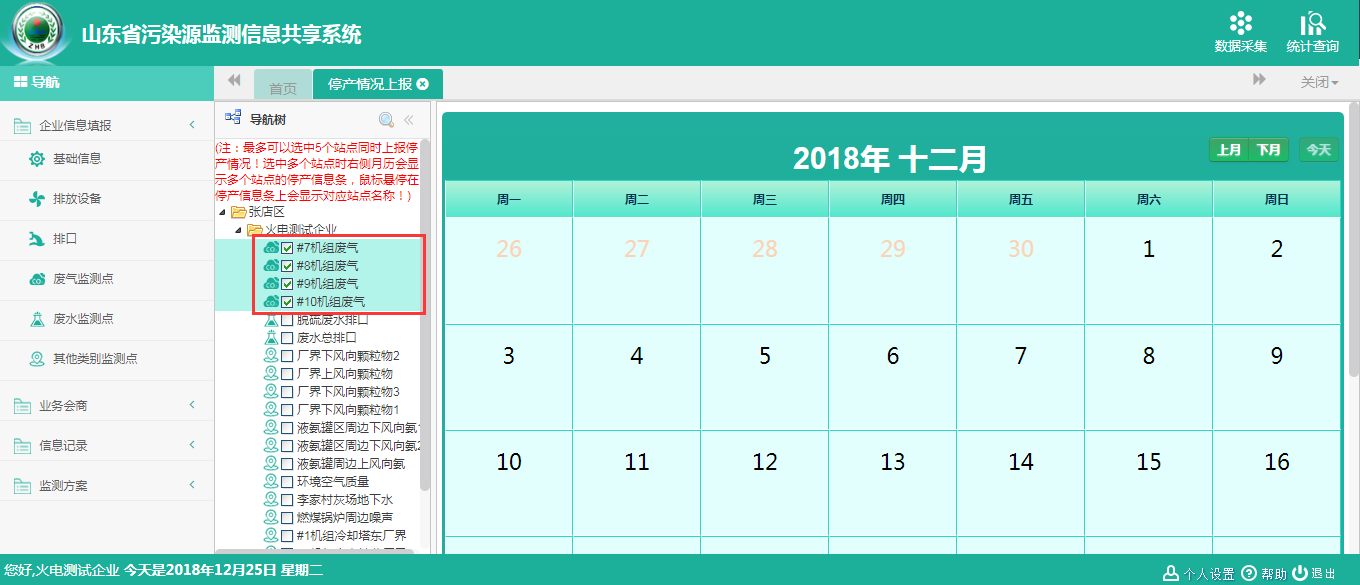 山东省污染源监测信息共享系统
数据采集 统计查询
导航
首页 停产情况上报 关闭
企业信息填报
基础信息
排放设备
排口
废气监测点
废水监测点
其他类别监测点
业务会商
信息记录
监测方案
导航树
(注：最多可以选中5个站点同时上报停
产情况！选中多个站点时右侧月历会显
示多个站点的停产信息条，鼠标悬停在
停产信息条上会显示对应站点名称！)
张店区
火电测试企业
#7机组废气
#8机组废气
#9机组废气
#10机组废气
脱硫废水排口
废水总排口
厂界下风向颗粒物2
厂界上风向颗粒物
厂界下风向颗粒物3
厂界下风向颗粒物1
液氨罐区周边下风向氨1
液氨罐区周边下风向氨2
液氨罐周边上风向氨
环境空气质量
李家村灰场地下水
燃煤锅炉周边噪声
#1机组冷却塔东厂界
2018年 十二月
上月 下月 今天
周一 周二 周三 周四 周五 周六 周日
26 27 28 29 30 1 2
3 4 5 6 7 8 9
10 11 12 13 14 15 16
您好,火电测试企业 今天是2018年12月25日 星期二
个人设置 帮助 退出